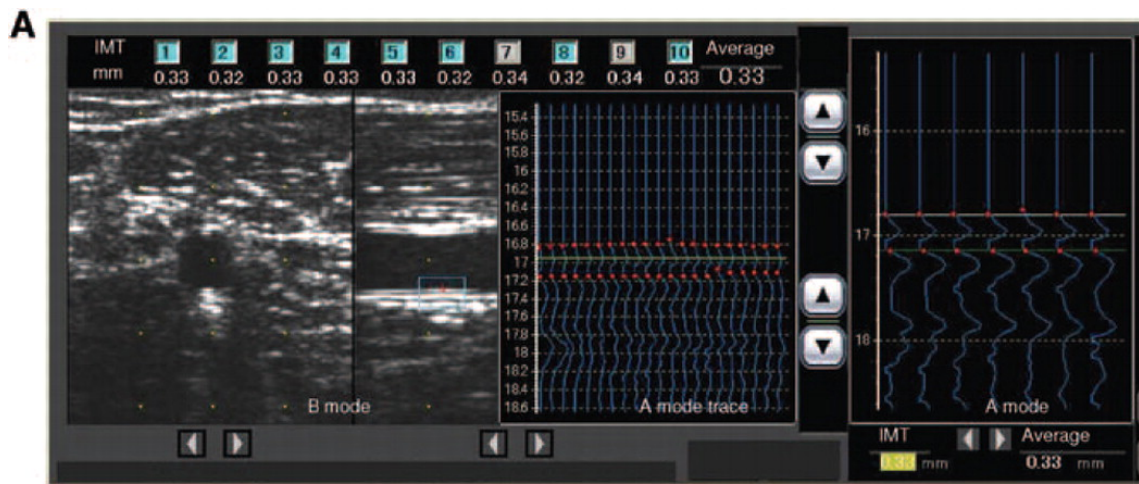 A
IMT 1 2 3 4 5 6 7 8 9 10 Average
mm 0.33 0.32 0.33 0.33 0.33 0.32 0.34 0.32 0.34 0.33 0.33
15.4
15.6
15.8
16
16.2
16.4
16.6
16.8
17
17.2
17.4
17.6
17.8
18
18.2
18.4
18.6
B mode
A mode trace
16
17
18
A mode
IMT Average
0.33 mm 0.33 mm